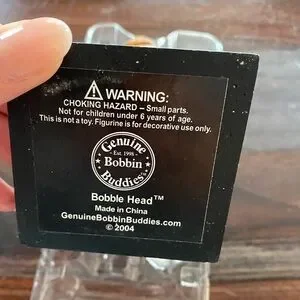 WARNING:
CHOKING HAZARD – Small parts.
Not for children under 6 years of age.
This is not a toy. Figurine is for decorative use only.
Genuine
Est. 1998
Bobbin
Buddies
Bobble Head™
Made in China
GenuineBobbinBuddies.com
© 2004